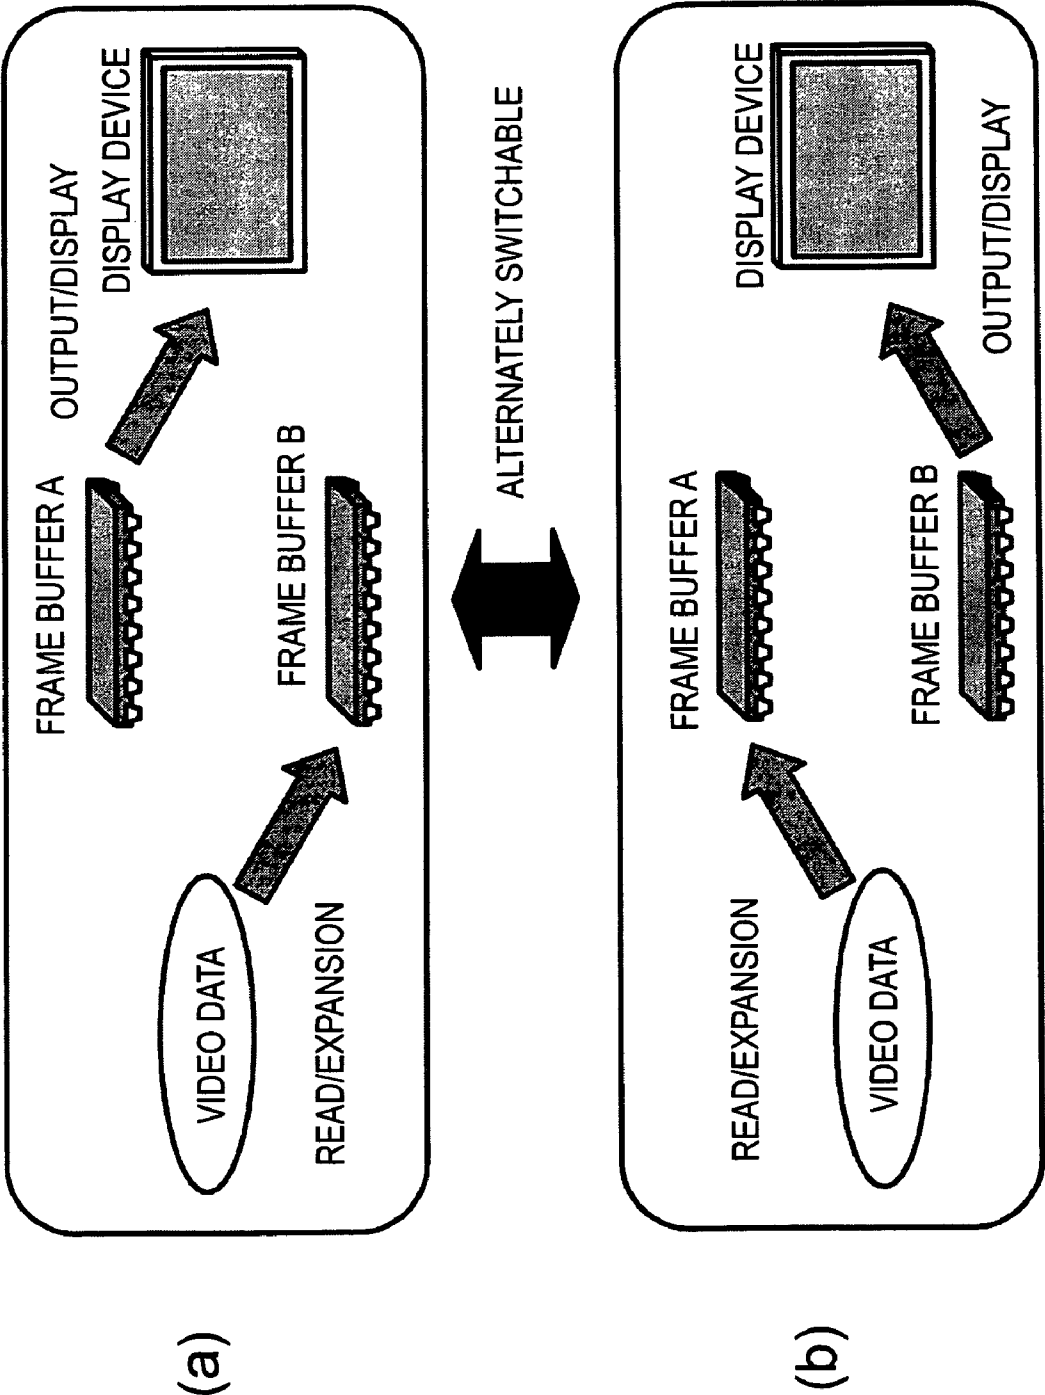 (a)
VIDEO DATA
READ/EXPANSION
FRAME BUFFER A
FRAME BUFFER B
OUTPUT/DISPLAY
DISPLAY DEVICE
ALTERNATELY SWITCHABLE
(b)
READ/EXPANSION
VIDEO DATA
FRAME BUFFER A
FRAME BUFFER B
DISPLAY DEVICE
OUTPUT/DISPLAY